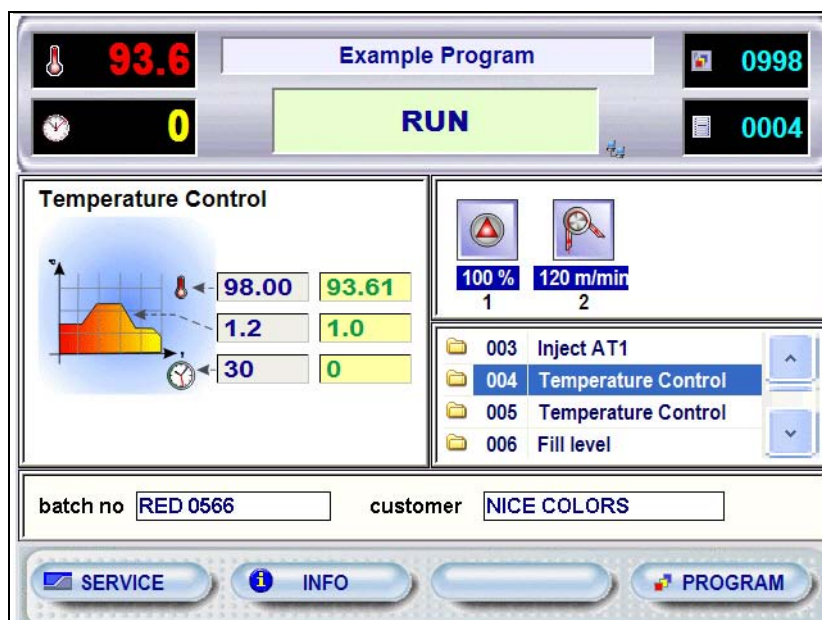 93.6
Example Program
0998
0
RUN
0004
Temperature Control
98.00 93.61
1.2 1.0
30 0
100 % 120 m/min
1 2
003 Inject AT1
004 Temperature Control
005 Temperature Control
006 Fill level
batch no RED 0566 customer NICE COLORS
SERVICE INFO PROGRAM